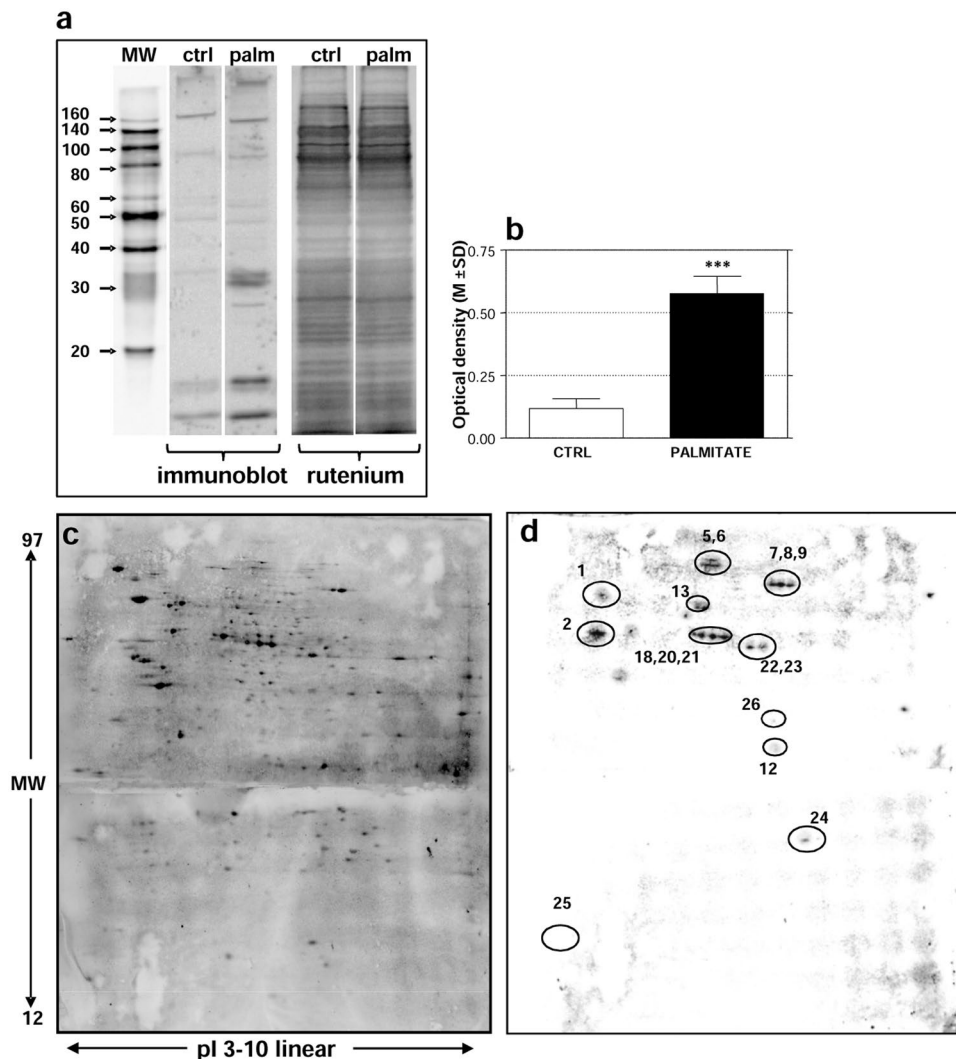 a
MW ctrl palm ctrl palm
160
140
100
80
60
50
40
30
20
immunoblot rutenium
b
Optical density (M ±SD)
0.75
0.50
0.25
0.00
***
CTRL PALMITATE
c
97
MW
12
pI 3-10 linear
d
5,6
7,8,9
1
13
2
18,20,21
22,23
26
12
24
25